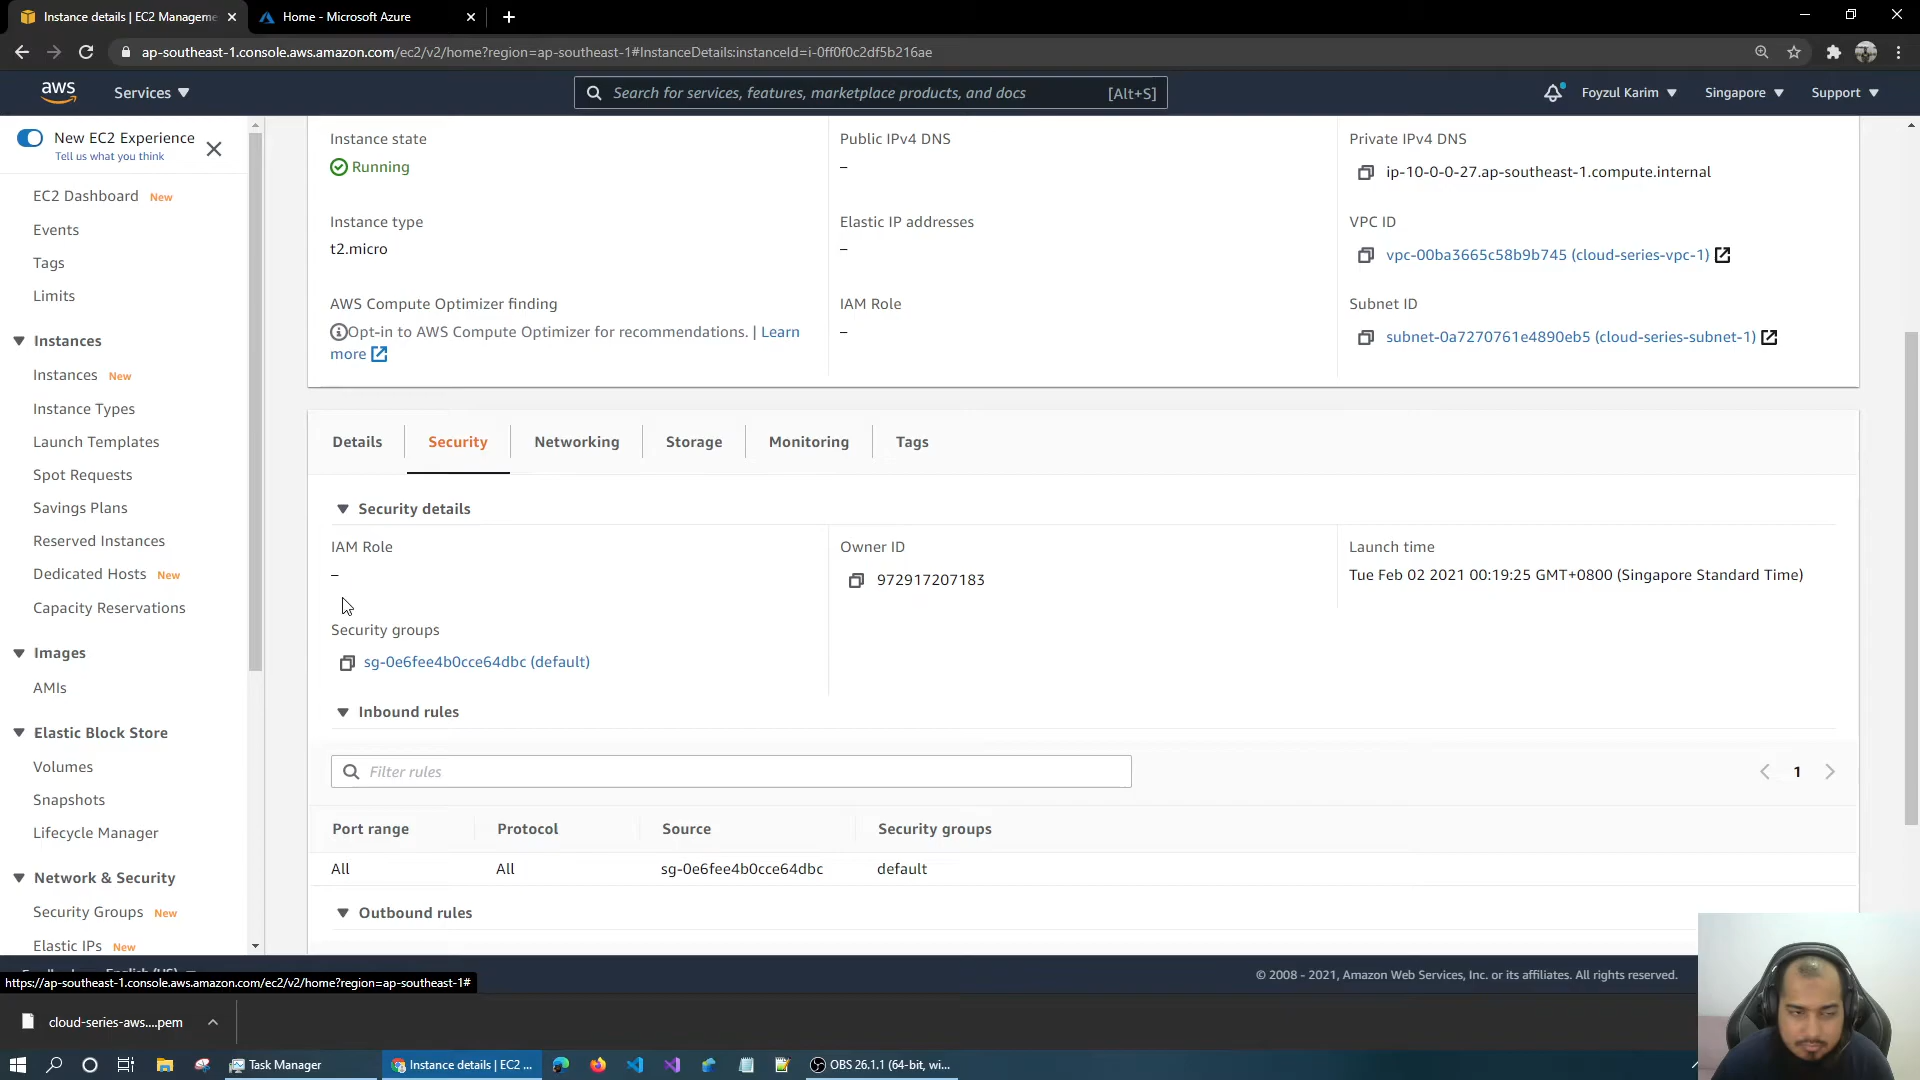 Instance details | EC2 Manageme
Home - Microsoft Azure
ap-southeast-1.console.aws.amazon.com/ec2/v2/home?region=ap-southeast-1#InstanceDetails:instanceId=i-0ff0f0c2df5b216ae
aws
Services
Search for services, features, marketplace products, and docs
[Alt+S]
Foyzul Karim
Singapore
Support
New EC2 Experience
Tell us what you think
EC2 Dashboard New
Events
Tags
Limits
Instances
Instances New
Instance Types
Launch Templates
Spot Requests
Savings Plans
Reserved Instances
Dedicated Hosts New
Capacity Reservations
Images
AMIs
Elastic Block Store
Volumes
Snapshots
Lifecycle Manager
Network & Security
Security Groups New
Elastic IPs New
Instance state
Running
Public IPv4 DNS
–
Private IPv4 DNS
ip-10-0-0-27.ap-southeast-1.compute.internal
Instance type
t2.micro
Elastic IP addresses
–
VPC ID
vpc-00ba3665c58b9b745 (cloud-series-vpc-1)
AWS Compute Optimizer finding
Opt-in to AWS Compute Optimizer for recommendations. | Learn
more
IAM Role
–
Subnet ID
subnet-0a7270761e4890eb5 (cloud-series-subnet-1)
Details
Security
Networking
Storage
Monitoring
Tags
Security details
IAM Role
–
Owner ID
972917207183
Launch time
Tue Feb 02 2021 00:19:25 GMT+0800 (Singapore Standard Time)
Security groups
sg-0e6fee4b0cce64dbc (default)
Inbound rules
Filter rules
1
Port range
Protocol
Source
Security groups
All
All
sg-0e6fee4b0cce64dbc
default
Outbound rules
© 2008 - 2021, Amazon Web Services, Inc. or its affiliates. All rights reserved.
https://ap-southeast-1.console.aws.amazon.com/ec2/v2/home?region=ap-southeast-1#
cloud-series-aws....pem
Task Manager
Instance details | EC2 ...
OBS 26.1.1 (64-bit, wi...